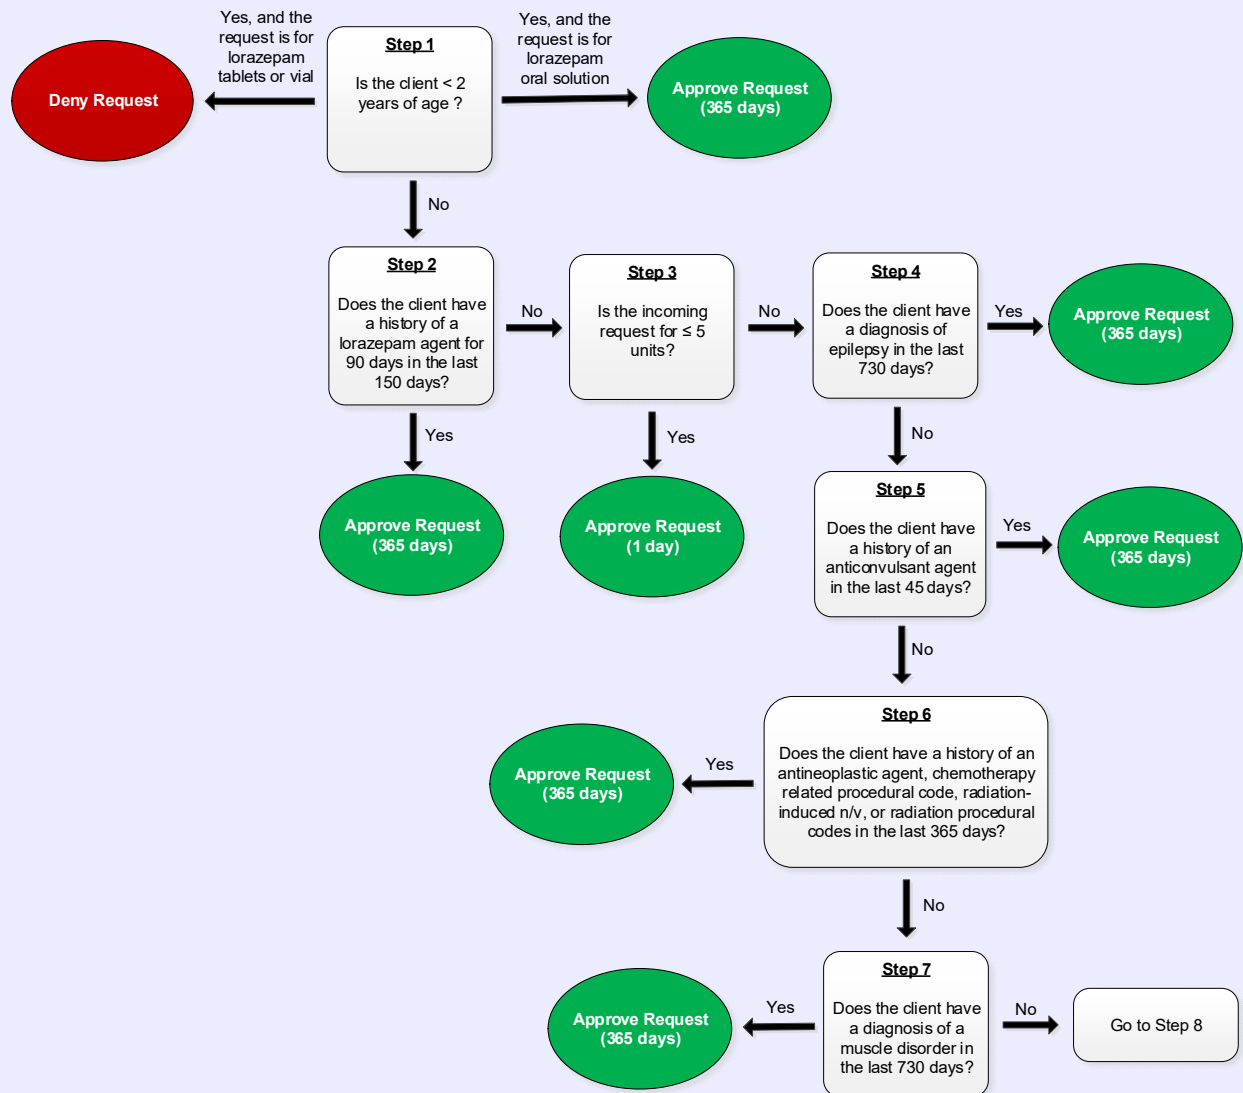 Yes, and the
request is for
lorazepam
tablets or vial
Yes, and the
request is for
lorazepam
oral solution
Deny Request
Step 1
Is the client < 2
years of age ?
Approve Request
(365 days)
No
Step 2
Does the client have
a history of a
lorazepam agent for
90 days in the last
150 days?
No
Step 3
Is the incoming
request for ≤ 5
units?
No
Step 4
Does the client have
a diagnosis of
epilepsy in the last
730 days?
Yes
Approve Request
(365 days)
Yes
Approve Request
(365 days)
Yes
Approve Request
(1 day)
No
Step 5
Does the client have
a history of an
anticonvulsant agent
in the last 45 days?
Yes
Approve Request
(365 days)
No
Step 6
Does the client have a history of an
antineoplastic agent, chemotherapy
related procedural code, radiation-
induced n/v, or radiation procedural
codes in the last 365 days?
Yes
Approve Request
(365 days)
No
Step 7
Does the client have
a diagnosis of a
muscle disorder in
the last 730 days?
Yes
Approve Request
(365 days)
No
Go to Step 8